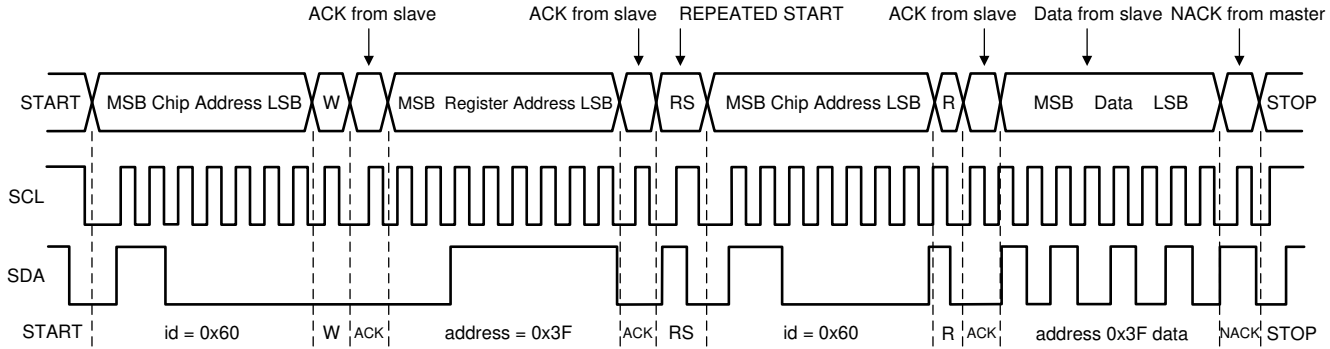 ACK from slave ACK from slave REPEATED START ACK from slave Data from slave NACK from master
START MSB Chip Address LSB W MSB Register Address LSB RS MSB Chip Address LSB R MSB Data LSB STOP
SCL
SDA
START id = 0x60 W ACK address = 0x3F ACK RS id = 0x60 R ACK address 0x3F data NACK STOP